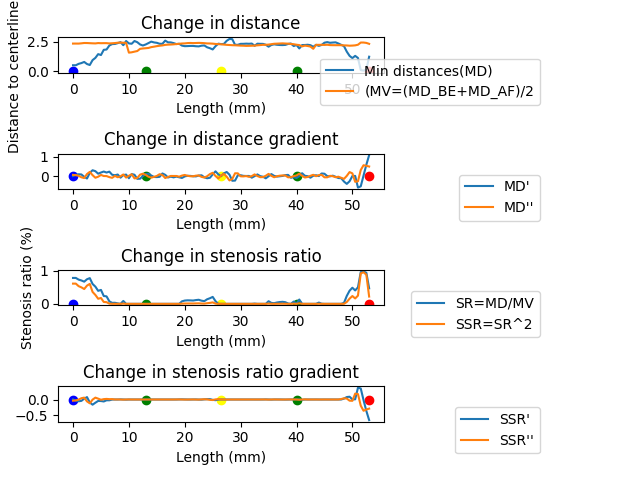 Change in distance
Distance to centerline
2.5
0.0
0 10 20 30 40 50
Length (mm)
Min distances(MD)
(MV=(MD_BE+MD_AF)/2
Change in distance gradient
1
0
0 10 20 30 40 50
Length (mm)
MD'
MD''
Change in stenosis ratio
Stenosis ratio (%)
1
0
0 10 20 30 40 50
Length (mm)
SR=MD/MV
SSR=SR^2
Change in stenosis ratio gradient
0.0
−0.5
0 10 20 30 40 50
Length (mm)
SSR'
SSR''